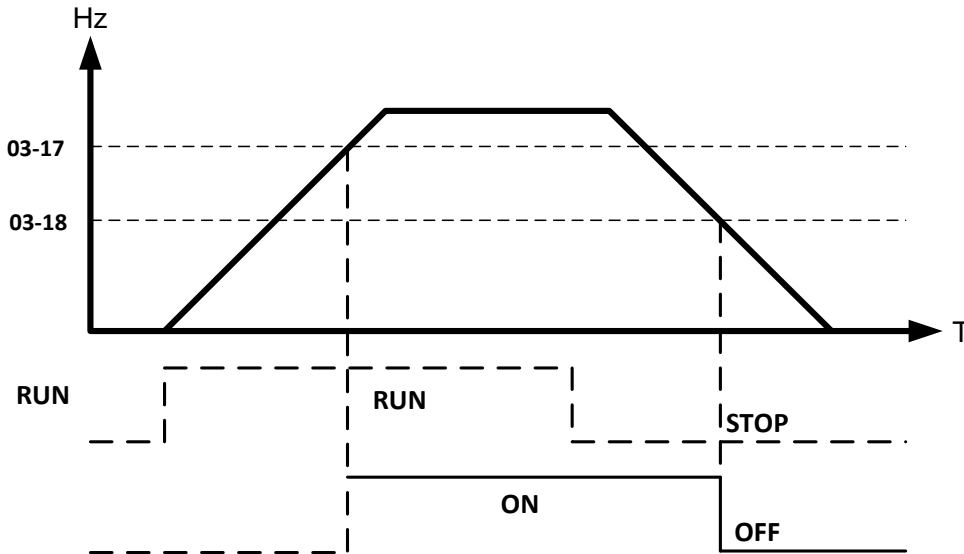 Hz
03-17
03-18
T
RUN
RUN
STOP
ON
OFF